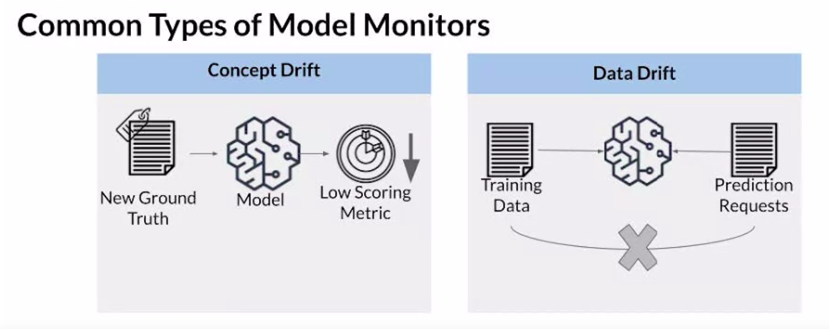 Common Types of Model Monitors
Concept Drift
New Ground
Truth
Model
Low Scoring
Metric
Data Drift
Training
Data
Prediction
Requests